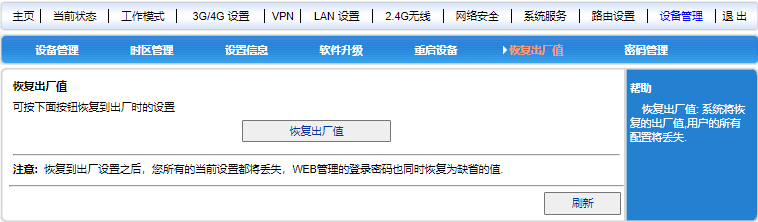 主页 当前状态 工作模式 3G/4G 设置 VPN LAN 设置 2.4G无线 网络安全 系统服务 路由设置 设备管理 退 出
设备管理 时区管理 设置信息 软件升级 重启设备 恢复出厂值 密码管理
恢复出厂值
可按下面按钮恢复到出厂时的设置
恢复出厂值
注意: 恢复到出厂设置之后，您所有的当前设置都将丢失，WEB管理的登录密码也同时恢复为缺省的值.
刷新
帮助
恢复出厂值: 系统将恢
复的出厂值,用户的所有
配置将丢失.